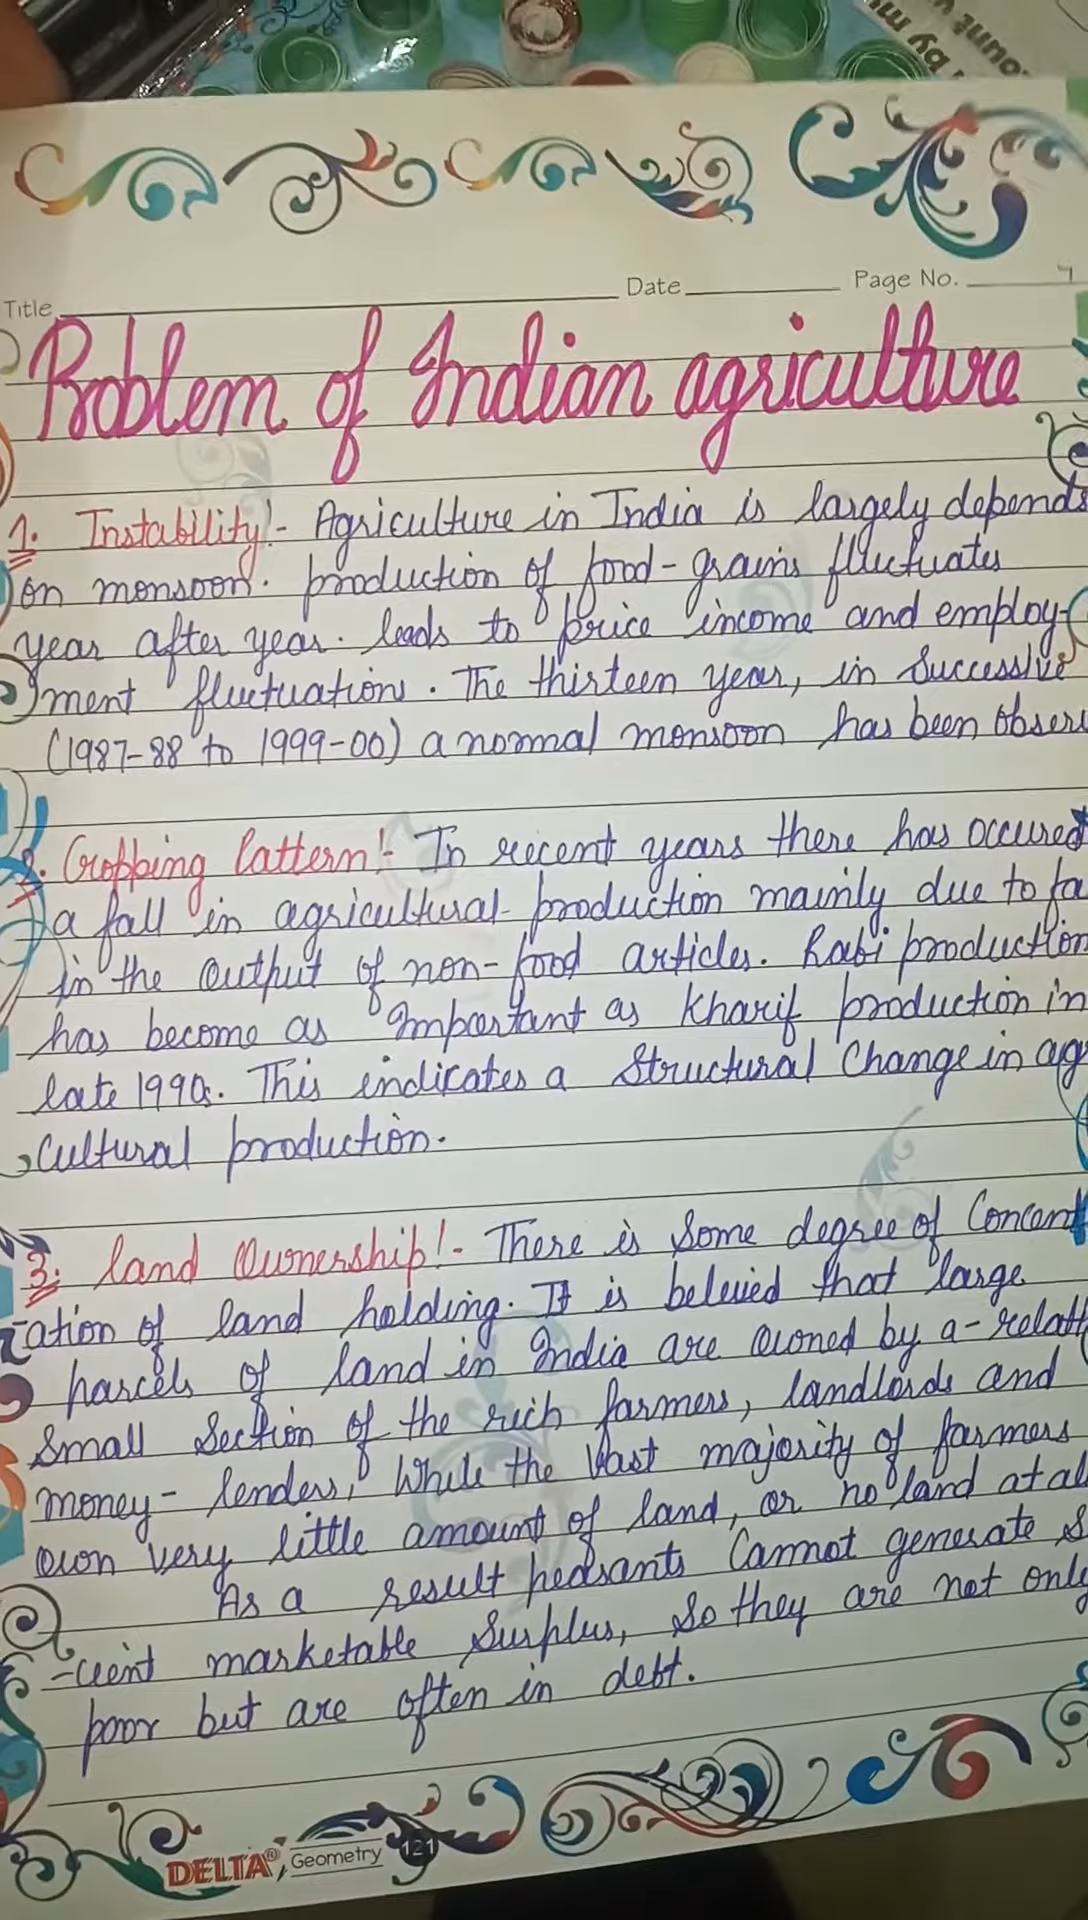 Title Date Page No. 4
Problem of Indian agriculture
1. Instability!- Agriculture in India is largely depends
on monsoon. production of food-grains fluctuates
year after year. leads to price income and employ-
ment fluctuations. The thirteen year, in Successive
(1987-88 to 1999-00) a normal monsoon has been obser
2. Cropping Pattern!- In recent years there has occured
a fall in agricultural production mainly due to fa
in the output of non-food articles. Rabi production
has become as important as Kharif production in
late 1990s. This indicates a Structural Change in ag
cultural production.
3. land Ownership!- There is Some degree of Concent
ation of land holding. It is beleied that large
parcels of land in India are owned by a-relati
Small Section of the rich farmers, landlords and
money-lenders, While the Vast majority of farmers
own very little amount of land, or no land at al
As a result peasants Cannot generate S
-cient marketable Surplus, So they are not only
poor but are often in debt.
DELTA® Geometry 121